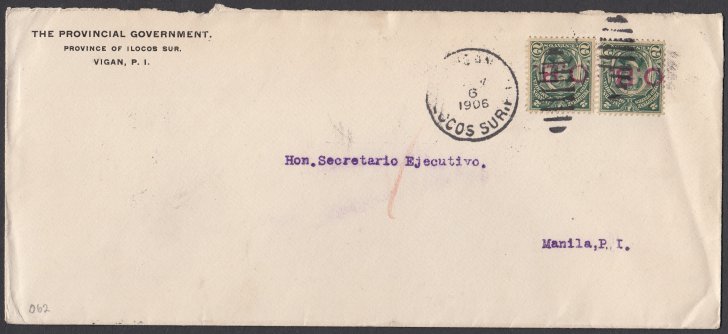 THE PROVINCIAL GOVERNMENT.
PROVINCE OF ILOCOS SUR.
VIGAN, P. I.
6
1906
ILOCOS SUR.
Hon.Secretario Ejecutivo.
Manila,P.I.
062